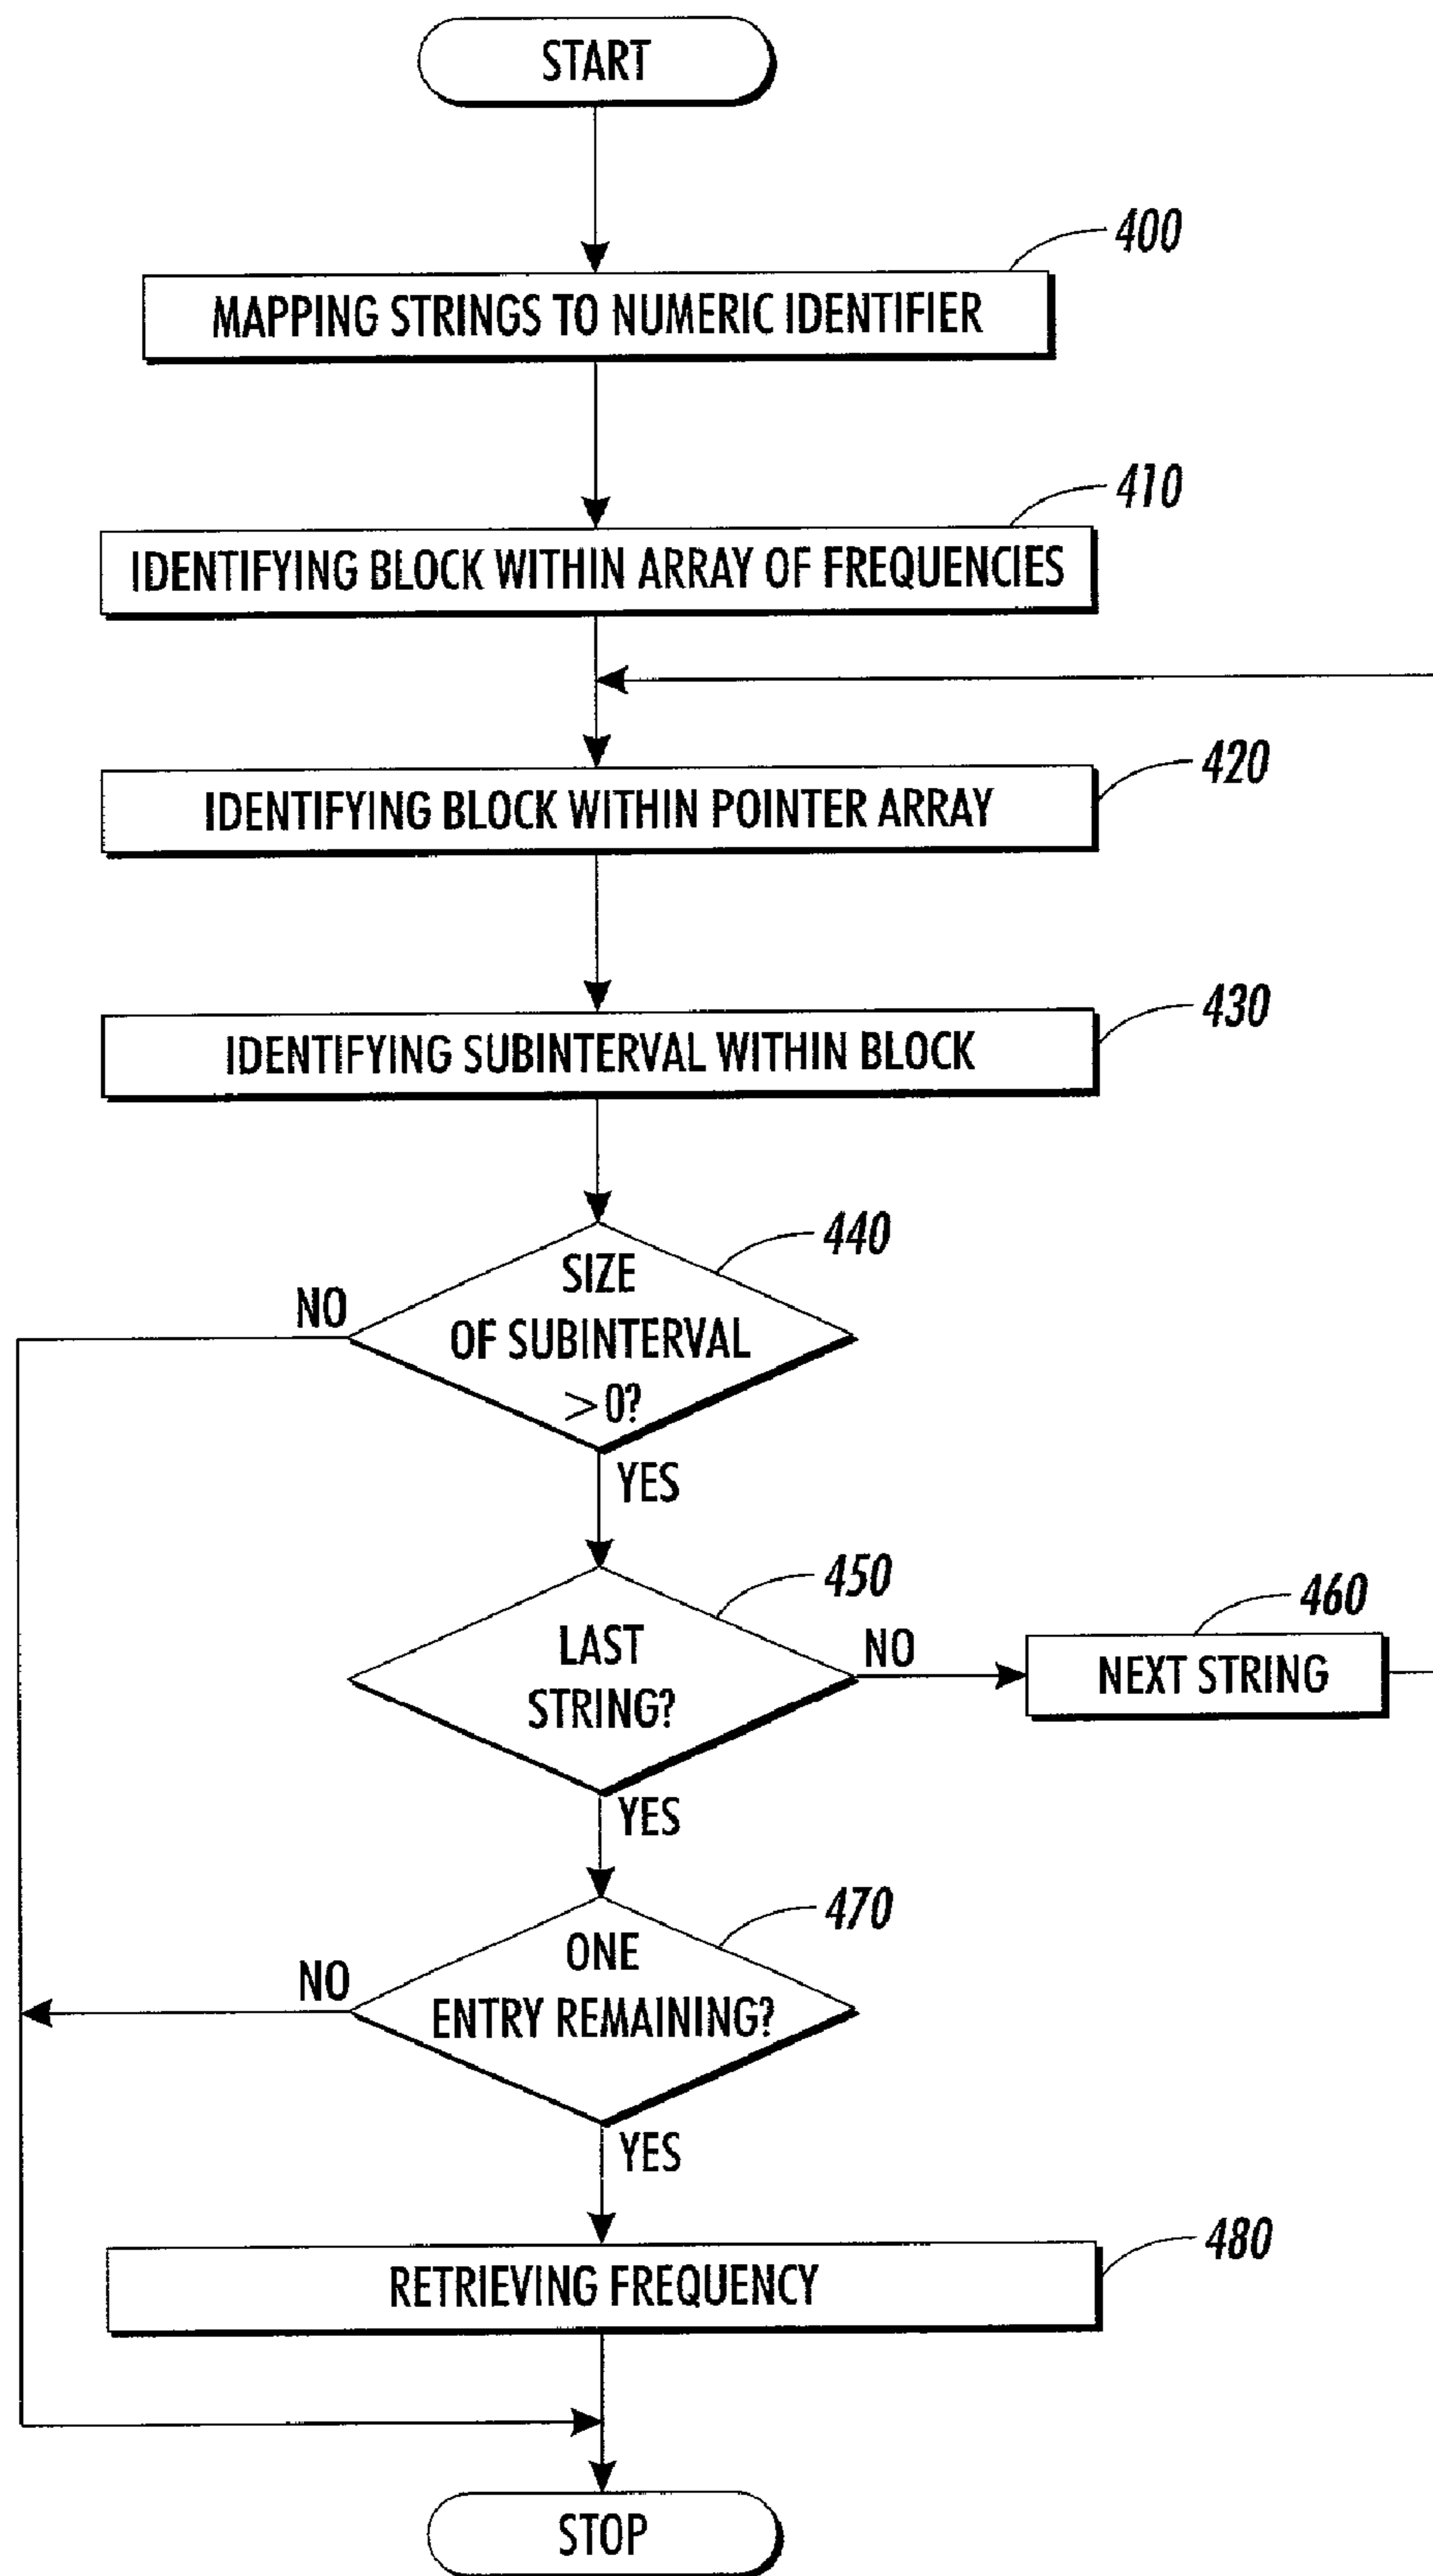 START
400
MAPPING STRINGS TO NUMERIC IDENTIFIER
410
IDENTIFYING BLOCK WITHIN ARRAY OF FREQUENCIES
420
IDENTIFYING BLOCK WITHIN POINTER ARRAY
430
IDENTIFYING SUBINTERVAL WITHIN BLOCK
440
SIZE
OF SUBINTERVAL
>0?
NO
YES
450
LAST
STRING?
NO
460
NEXT STRING
YES
470
ONE
ENTRY REMAINING?
NO
YES
480
RETRIEVING FREQUENCY
STOP